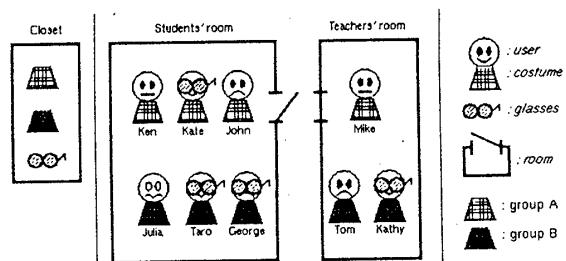 Closet
Students' room
Teachers' room
: user
: costume
: glasses
: room
: group A
: group B
Ken
Kate
John
Mike
Julia
Taro
George
Tom
Kathy